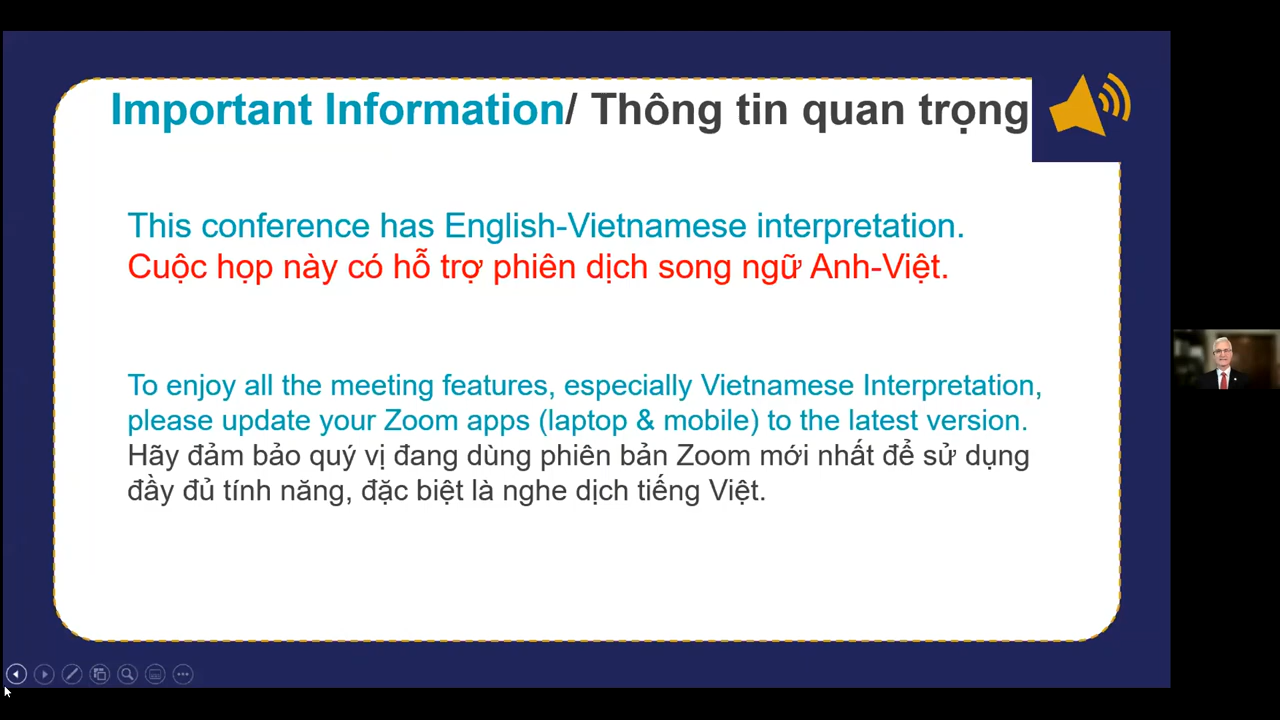 Important Information/ Thông tin quan trọng
This conference has English-Vietnamese interpretation.
Cuộc họp này có hỗ trợ phiên dịch song ngữ Anh-Việt.
To enjoy all the meeting features, especially Vietnamese Interpretation,
please update your Zoom apps (laptop & mobile) to the latest version.
Hãy đảm bảo quý vị đang dùng phiên bản Zoom mới nhất để sử dụng
đầy đủ tính năng, đặc biệt là nghe dịch tiếng Việt.